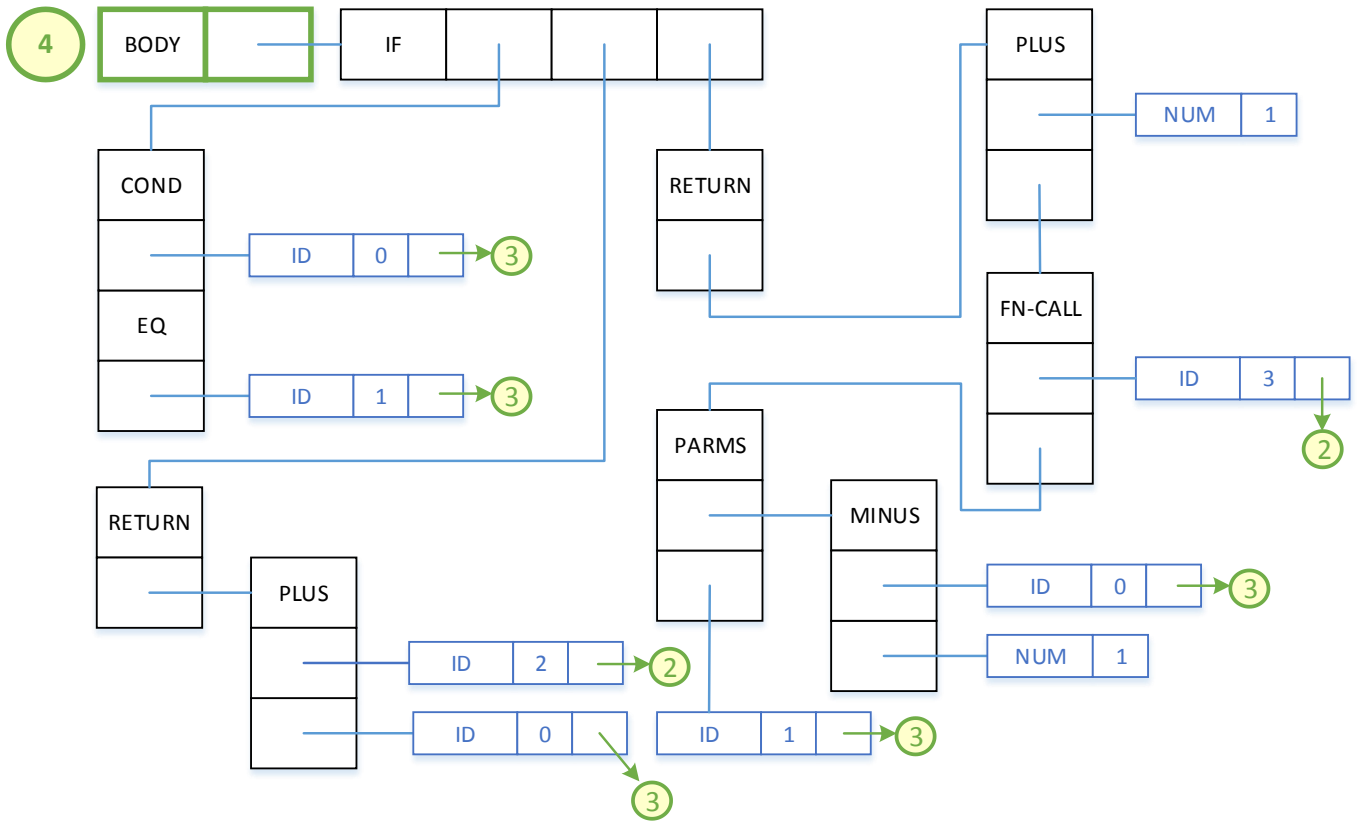 4 BODY IF PLUS
NUM 1
COND RETURN
ID 0 3
EQ FN-CALL
ID 1 3 ID 3
PARMS 2
RETURN MINUS
PLUS ID 0 3
ID 2 2 NUM 1
ID 0 ID 1 3
3